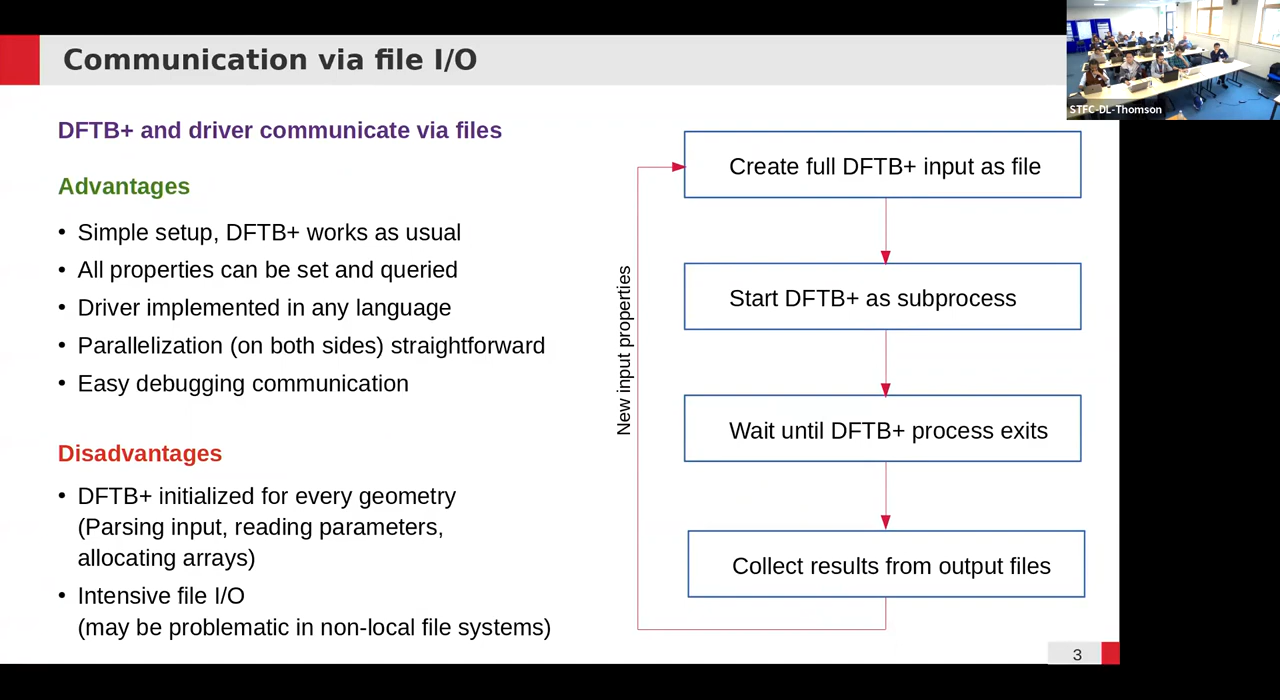 Communication via file I/O
STFC-DL-Thomson
DFTB+ and driver communicate via files
Advantages
• Simple setup, DFTB+ works as usual
• All properties can be set and queried
• Driver implemented in any language
• Parallelization (on both sides) straightforward
• Easy debugging communication
Disadvantages
• DFTB+ initialized for every geometry
(Parsing input, reading parameters,
allocating arrays)
• Intensive file I/O
(may be problematic in non-local file systems)
New input properties
Create full DFTB+ input as file
Start DFTB+ as subprocess
Wait until DFTB+ process exits
Collect results from output files
3